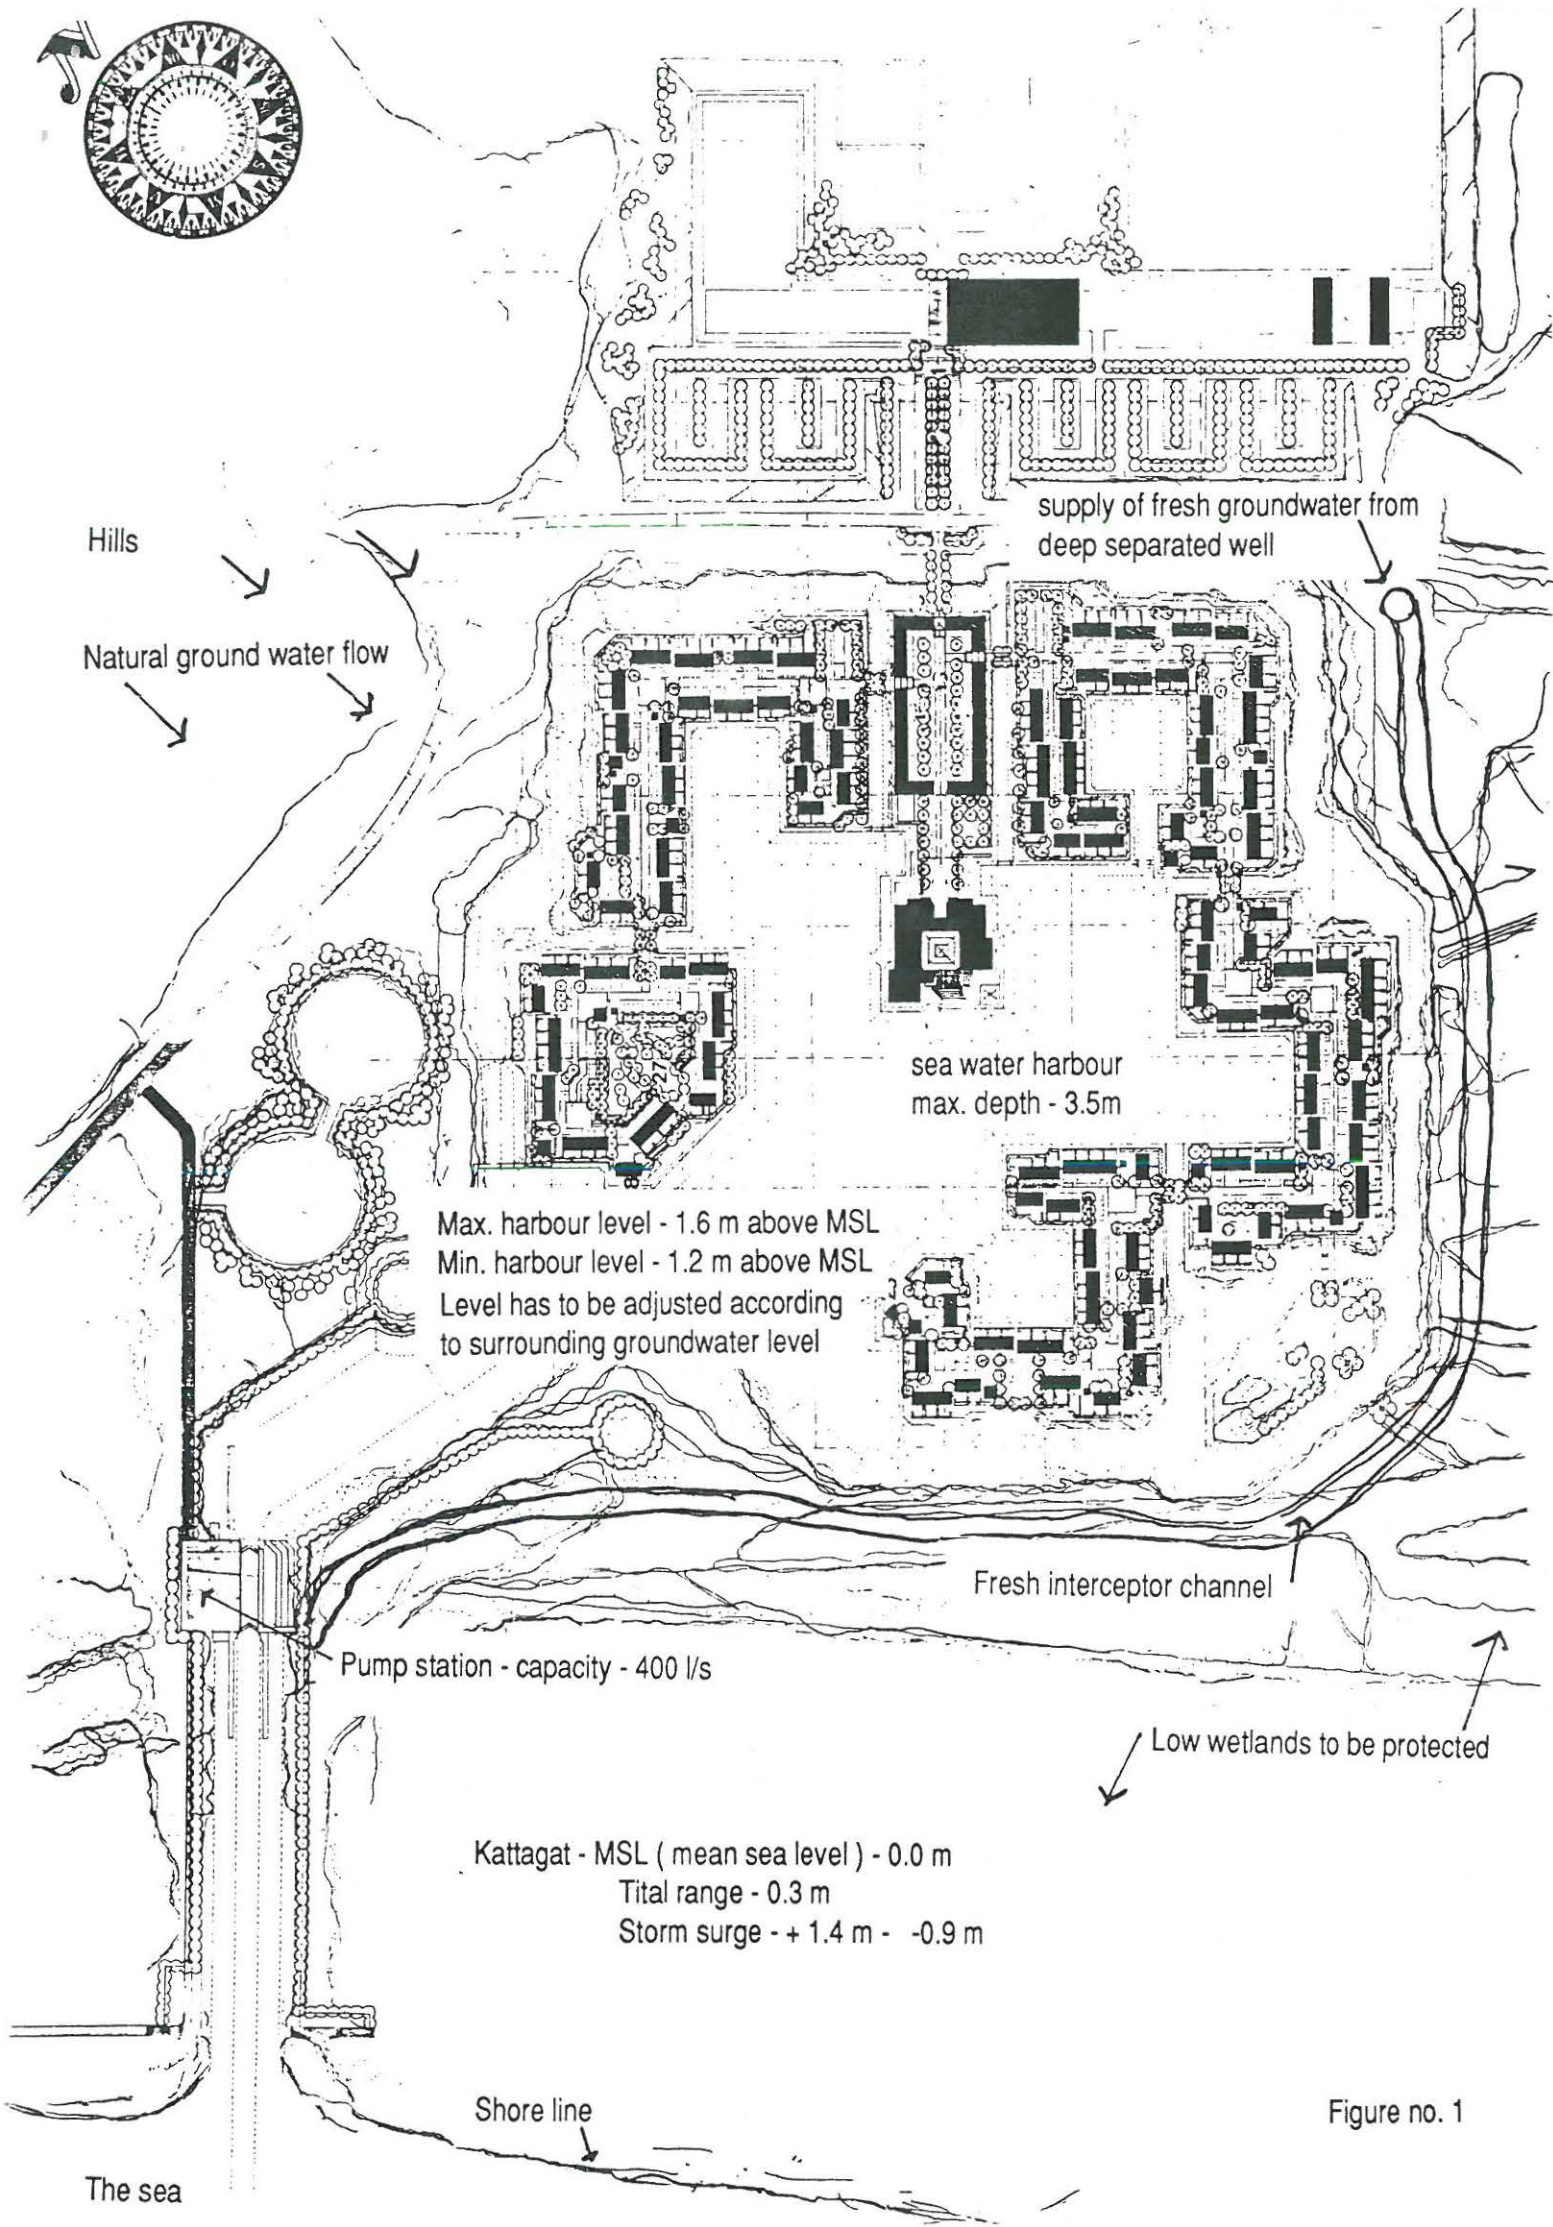 Hills
supply of fresh groundwater from
deep separated well
Natural ground water flow
sea water harbour
max. depth - 3.5m
Max. harbour level - 1.6 m above MSL
Min. harbour level - 1.2 m above MSL
Level has to be adjusted according
to surrounding groundwater level
Fresh interceptor channel
Pump station - capacity - 400 l/s
Low wetlands to be protected
Kattagat - MSL ( mean sea level ) - 0.0 m
Tital range - 0.3 m
Storm surge - + 1.4 m - -0.9 m
Shore line
Figure no. 1
The sea